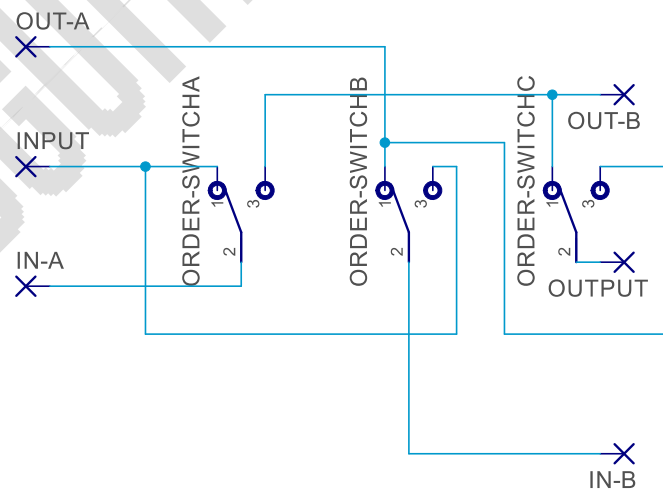 OUT-A
INPUT
IN-A
ORDER-SWITCHA
1
3
2
ORDER-SWITCHB
1
3
2
ORDER-SWITCHC
1
3
2
OUT-B
OUTPUT
IN-B